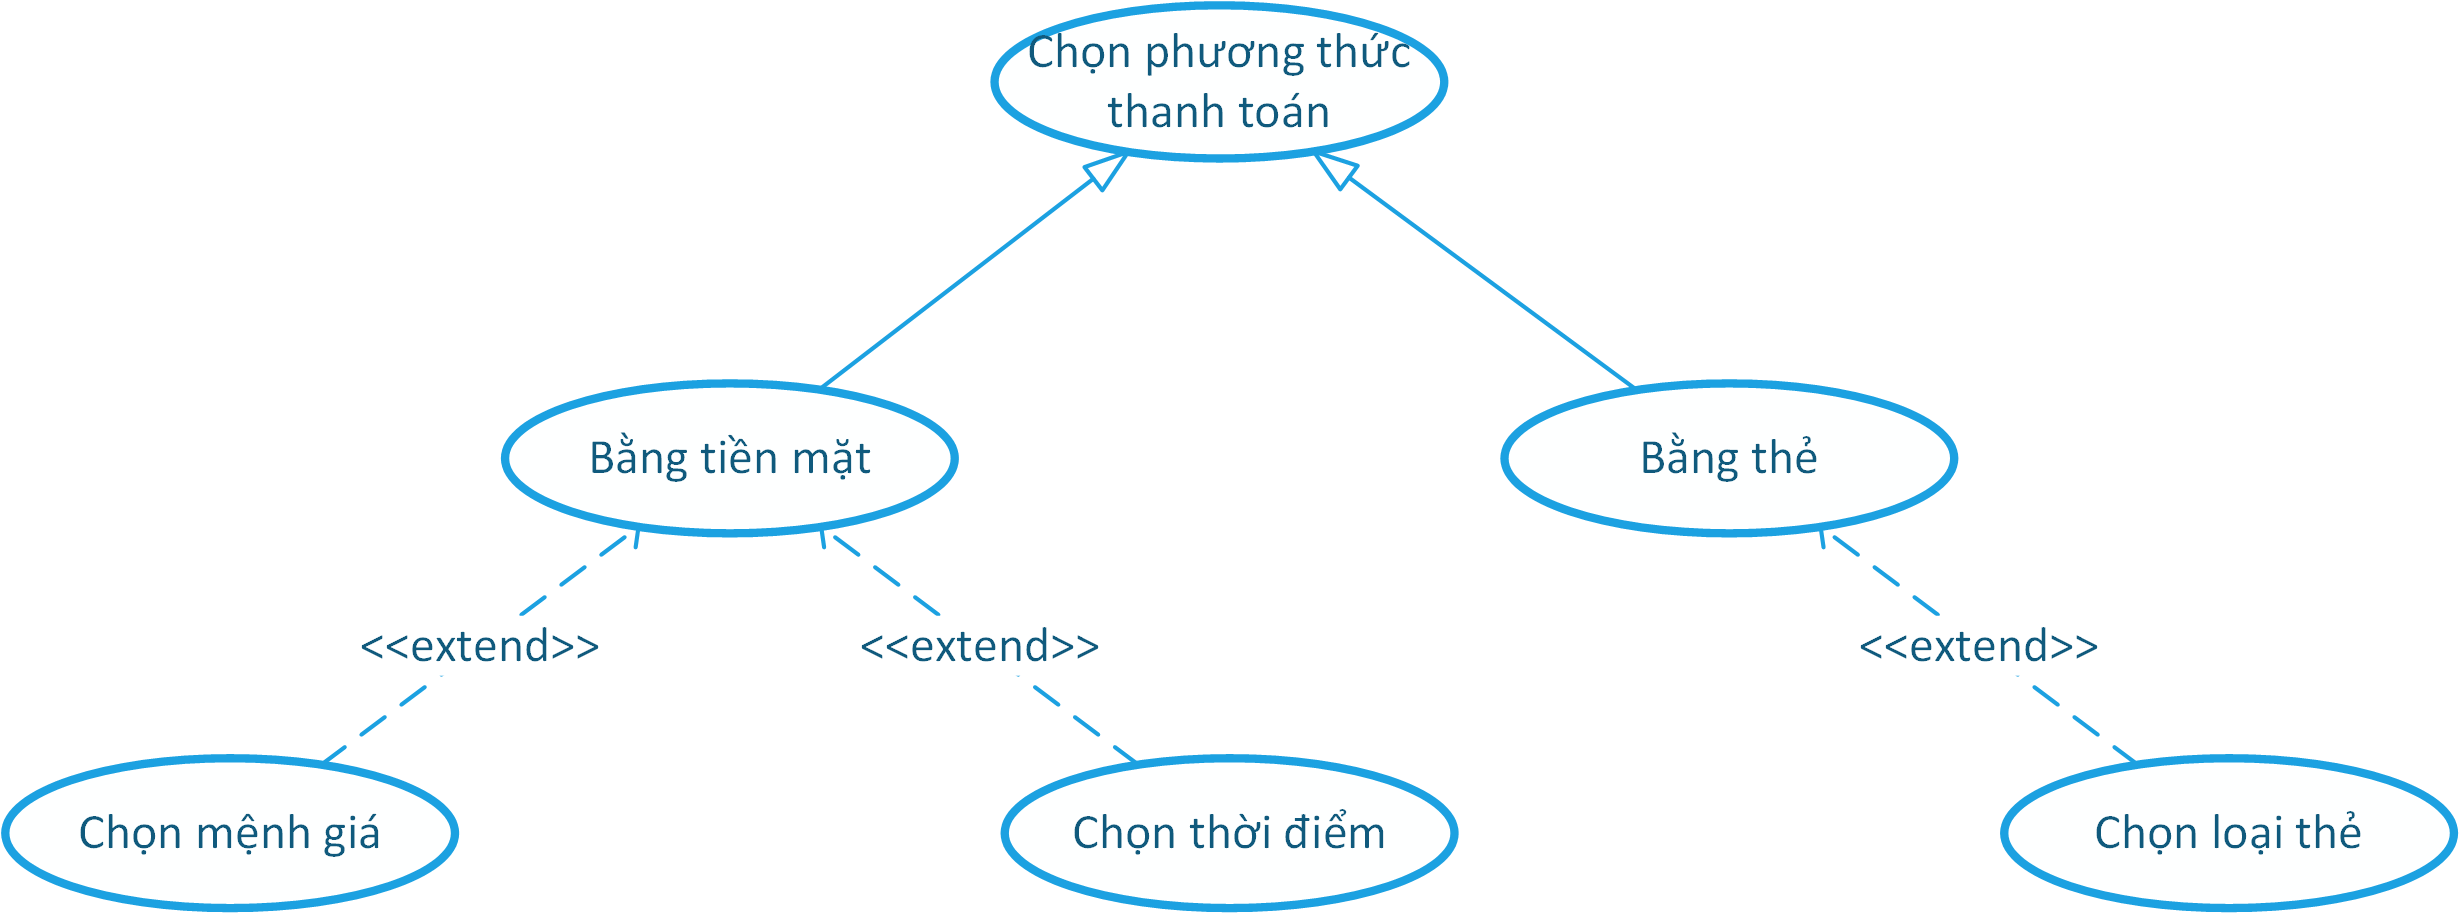 Chọn phương thức
thanh toán
Bằng tiền mặt
Bằng thẻ
<<extend>>
<<extend>>
<<extend>>
Chọn mệnh giá
Chọn thời điểm
Chọn loại thẻ